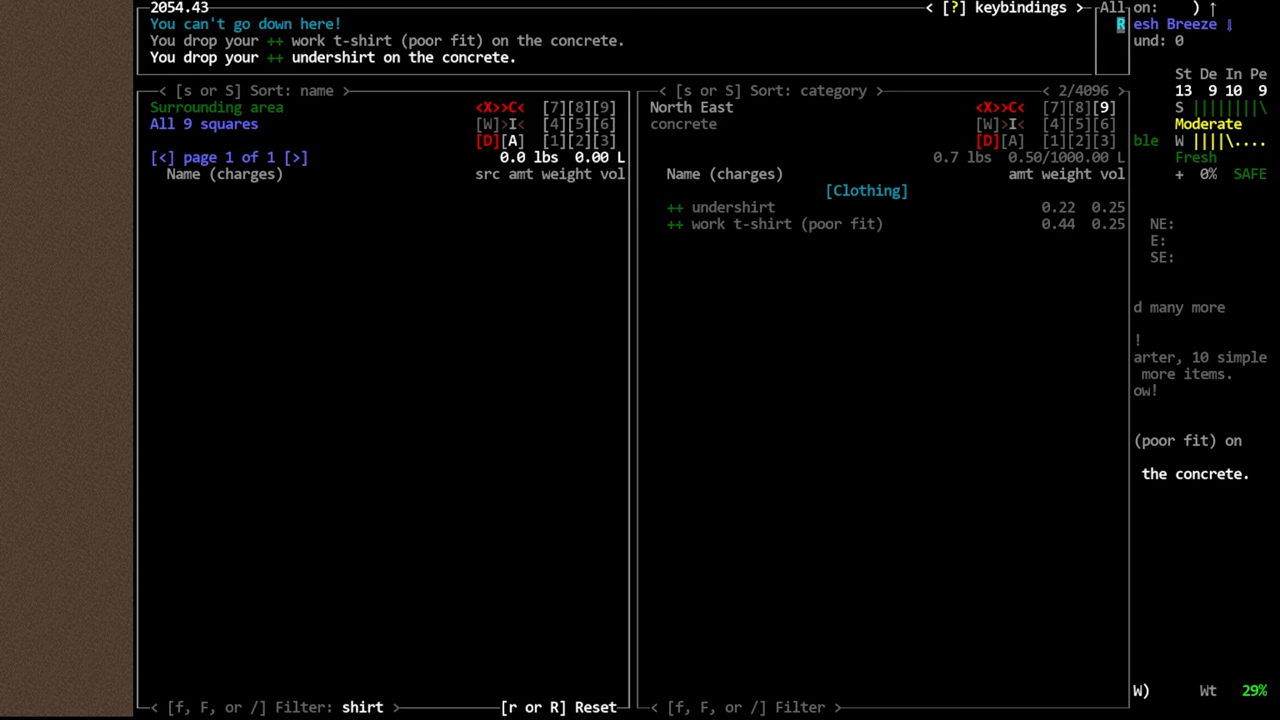 2054.43
< [?] keybindings >
All on: ) ↑
You can't go down here!
R esh Breeze ↓
You drop your ++ work t-shirt (poor fit) on the concrete.
und: 0
You drop your ++ undershirt on the concrete.
St De In Pe
13 9 10 9
< [s or S] Sort: name >
< [s or S] Sort: category >
< 2/4096 >
Surrounding area <X>>C< [7][8][9]
North East <X>>C< [7][8][9]
S ||||||||\
All 9 squares [W]>I< [4][5][6]
concrete [W]>I< [4][5][6]
Moderate
[D][A] [1][2][3]
[D][A] [1][2][3]
ble W ||||\....
[<] page 1 of 1 [>] 0.0 lbs 0.00 L
0.7 lbs 0.50/1000.00 L
Fresh
Name (charges) src amt weight vol
Name (charges) amt weight vol
+ 0% SAFE
[Clothing]
++ undershirt 0.22 0.25
++ work t-shirt (poor fit) 0.44 0.25
NE:
E:
SE:
d many more
!
arter, 10 simple
more items.
ow!
(poor fit) on
the concrete.
W) Wt 29%
< [f, F, or /] Filter: shirt >
[r or R] Reset
< [f, F, or /] Filter >